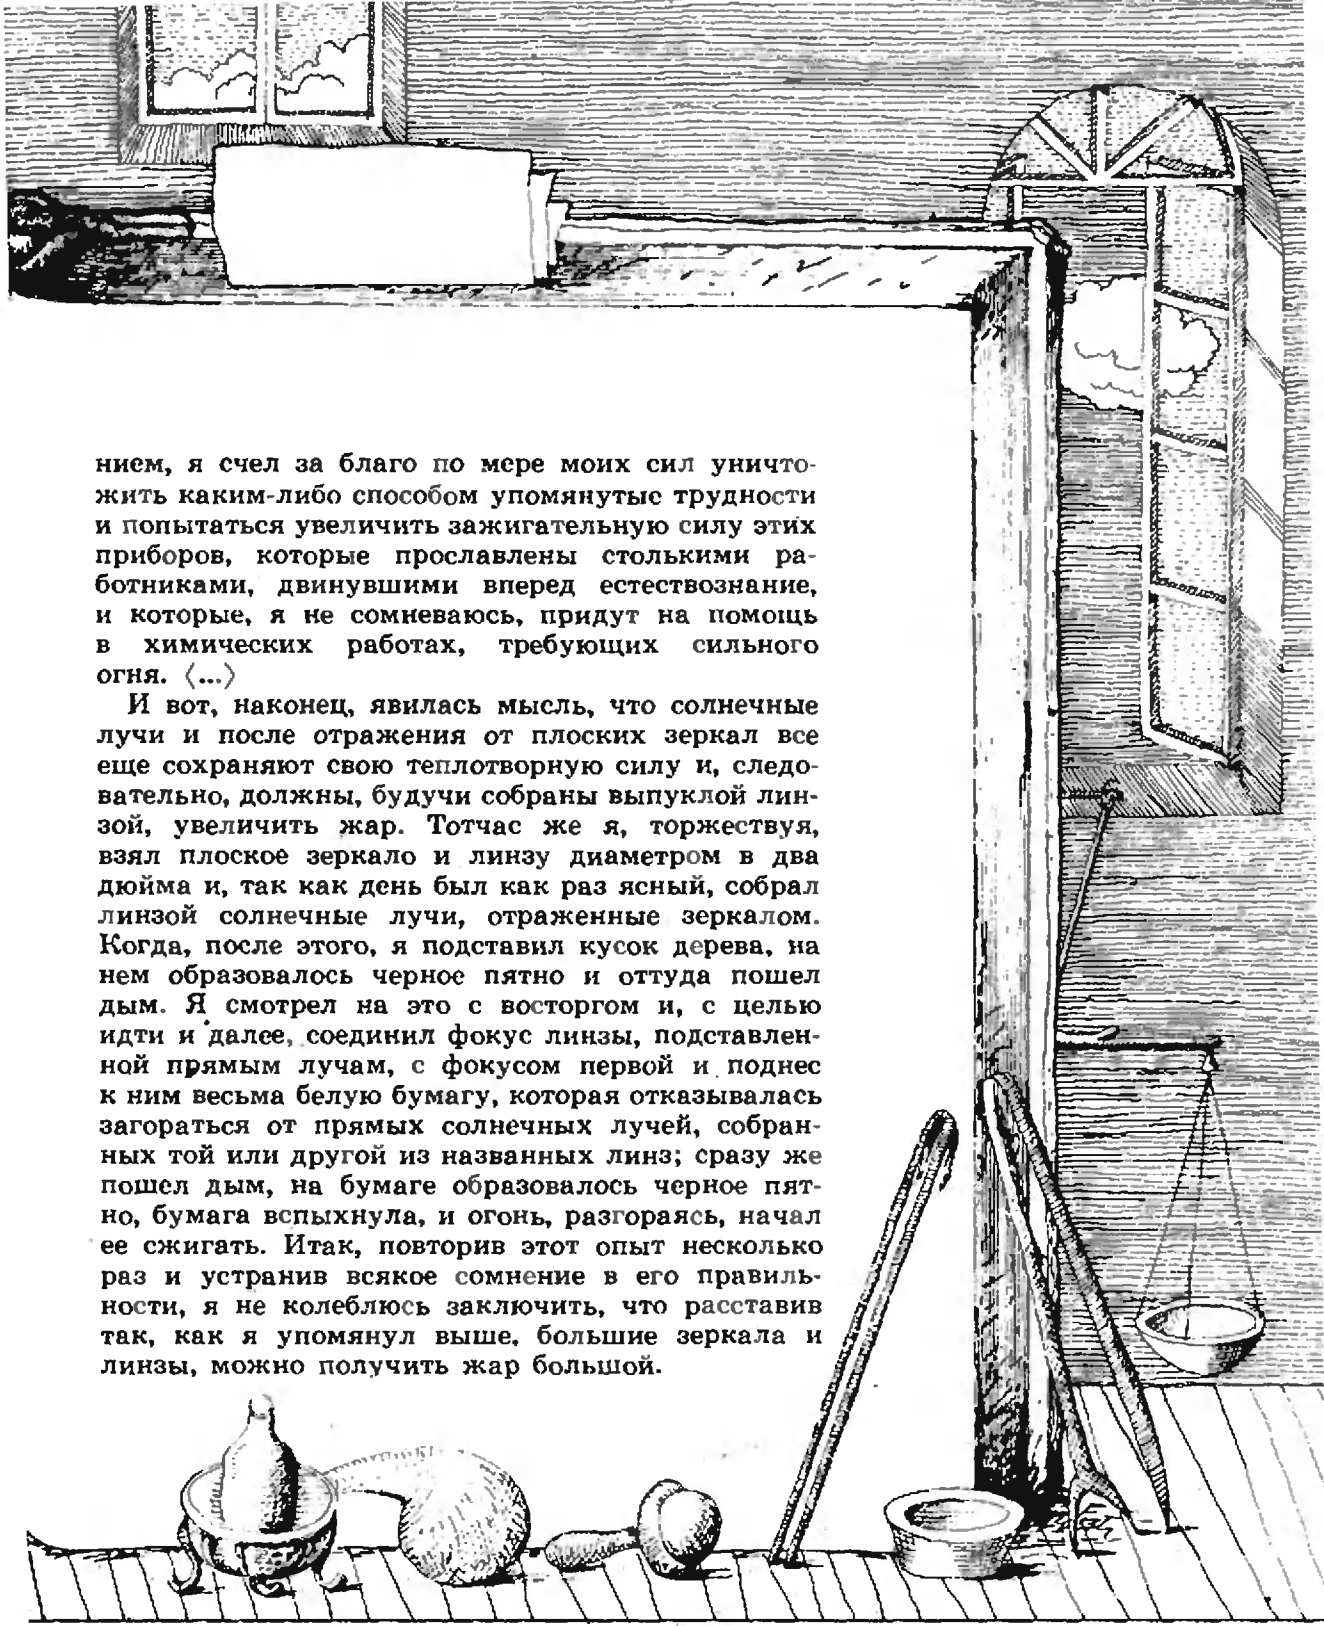 нием, я счел за благо по мере моих сил уничто-
жить каким-либо способом упомянутые трудности
и попытаться увеличить зажигательную силу этих
приборов, которые прославлены столькими ра-
ботниками, двинувшими вперед естествознание,
и которые, я не сомневаюсь, придут на помощь
в химических работах, требующих сильного
огня. ⟨...⟩
И вот, наконец, явилась мысль, что солнечные
лучи и после отражения от плоских зеркал все
еще сохраняют свою теплотворную силу и, следо-
вательно, должны, будучи собраны выпуклой лин-
зой, увеличить жар. Тотчас же я, торжествуя,
взял плоское зеркало и линзу диаметром в два
дюйма и, так как день был как раз ясный, собрал
линзой солнечные лучи, отраженные зеркалом.
Когда, после этого, я подставил кусок дерева, на
нем образовалось черное пятно и оттуда пошел
дым. Я смотрел на это с восторгом и, с целью
идти и далее, соединил фокус линзы, подставлен-
ной прямым лучам, с фокусом первой и поднес
к ним весьма белую бумагу, которая отказывалась
загораться от прямых солнечных лучей, собран-
ных той или другой из названных линз; сразу же
пошел дым, на бумаге образовалось черное пят-
но, бумага вспыхнула, и огонь, разгораясь, начал
ее сжигать. Итак, повторив этот опыт несколько
раз и устранив всякое сомнение в его правиль-
ности, я не колеблюсь заключить, что расставив
так, как я упомянул выше, большие зеркала и
линзы, можно получить жар большой.